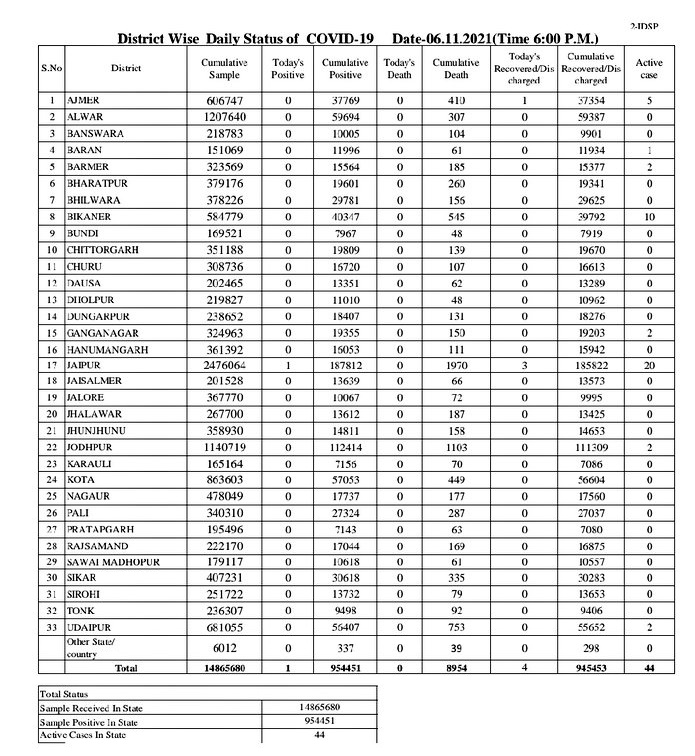 2-IDSP
District Wise Daily Status of COVID-19 Date-06.11.2021(Time 6:00 P.M.)
S.No District Cumulative Sample Today's Positive Cumulative Positive Today's Death Cumulative Death Today's Recovered/Dis charged Cumulative Recovered/Dis charged Active case
1 AJMER 606747 0 37769 0 410 1 37354 5
2 ALWAR 1207640 0 59694 0 307 0 59387 0
3 BANSWARA 218783 0 10005 0 104 0 9901 0
4 BARAN 151069 0 11996 0 61 0 11934 1
5 BARMER 323569 0 15564 0 185 0 15377 2
6 BHARATPUR 379176 0 19601 0 260 0 19341 0
7 BHILWARA 378226 0 29781 0 156 0 29625 0
8 BIKANER 584779 0 40347 0 545 0 39792 10
9 BUNDI 169521 0 7967 0 48 0 7919 0
10 CHITTORGARH 351188 0 19809 0 139 0 19670 0
11 CHURU 308736 0 16720 0 107 0 16613 0
12 DAUSA 202465 0 13351 0 62 0 13289 0
13 DHOLPUR 219827 0 11010 0 48 0 10962 0
14 DUNGARPUR 238652 0 18407 0 131 0 18276 0
15 GANGANAGAR 324963 0 19355 0 150 0 19203 2
16 HANUMANGARH 361392 0 16053 0 111 0 15942 0
17 JAIPUR 2476064 1 187812 0 1970 3 185822 20
18 JAISALMER 201528 0 13639 0 66 0 13573 0
19 JALORE 367770 0 10067 0 72 0 9995 0
20 JHALAWAR 267700 0 13612 0 187 0 13425 0
21 JHUNJHUNU 358930 0 14811 0 158 0 14653 0
22 JODHPUR 1140719 0 112414 0 1103 0 111309 2
23 KARAULI 165164 0 7156 0 70 0 7086 0
24 KOTA 863603 0 57053 0 449 0 56604 0
25 NAGAUR 478049 0 17737 0 177 0 17560 0
26 PALI 340310 0 27324 0 287 0 27037 0
27 PRATAPGARH 195496 0 7143 0 63 0 7080 0
28 RAJSAMAND 222170 0 17044 0 169 0 16875 0
29 SAWAI MADHOPUR 179117 0 10618 0 61 0 10557 0
30 SIKAR 407231 0 30618 0 335 0 30283 0
31 SIROHI 251722 0 13732 0 79 0 13653 0
32 TONK 236307 0 9498 0 92 0 9406 0
33 UDAIPUR 681055 0 56407 0 753 0 55652 2
Other State/ country 6012 0 337 0 39 0 298 0
Total 14865680 1 954451 0 8954 4 945453 44
Total Status
Sample Received In State 14865680
Sample Positive In State 954451
Active Cases In State 44